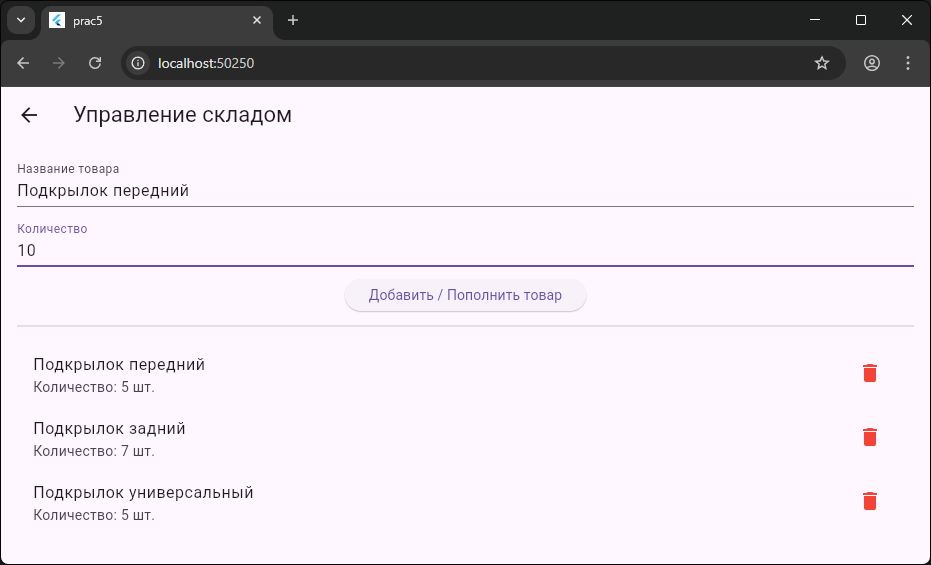 prac5
localhost:50250
Управление складом
Название товара
Подкрылок передний
Количество
10
Добавить / Пополнить товар
Подкрылок передний
Количество: 5 шт.
Подкрылок задний
Количество: 7 шт.
Подкрылок универсальный
Количество: 5 шт.